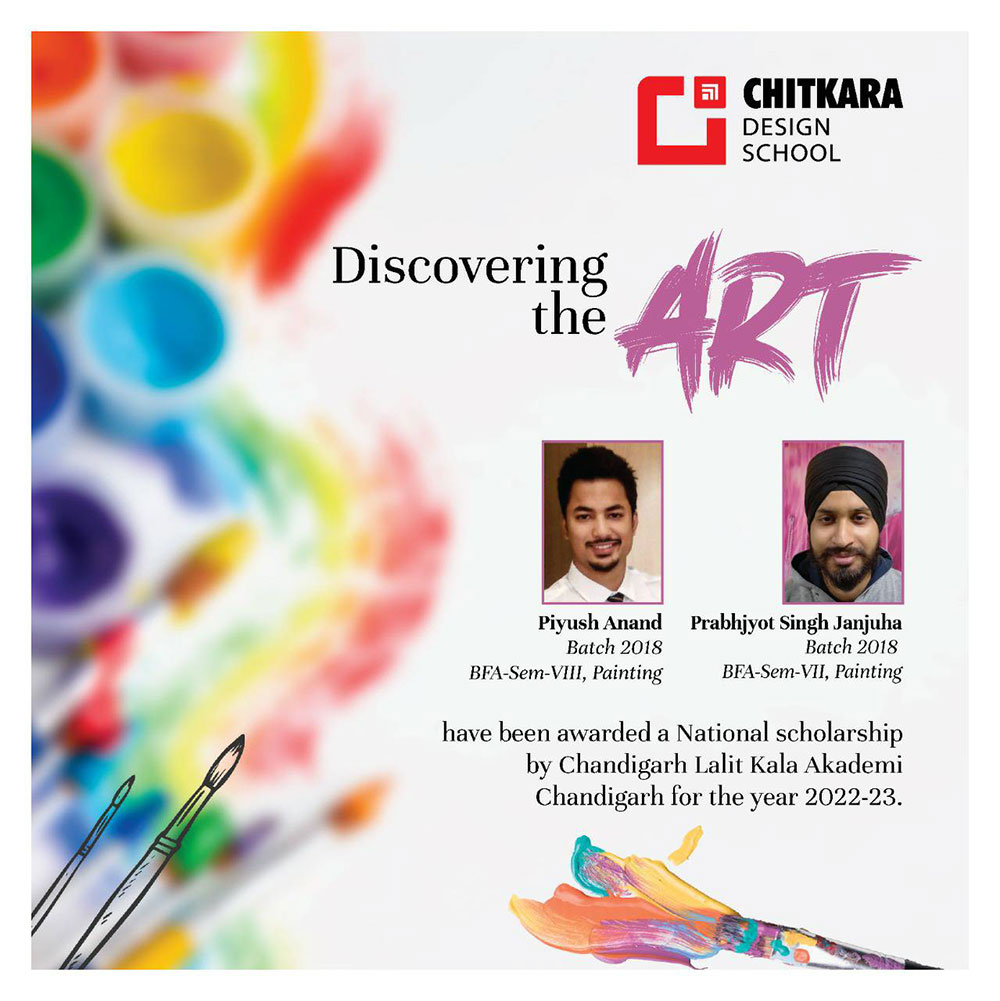 CHITKARA
DESIGN
SCHOOL
Discovering
the ART
Piyush Anand
Batch 2018
BFA-Sem-VIII, Painting
Prabhjyot Singh Janjuha
Batch 2018
BFA-Sem-VII, Painting
have been awarded a National scholarship
by Chandigarh Lalit Kala Akademi
Chandigarh for the year 2022-23.